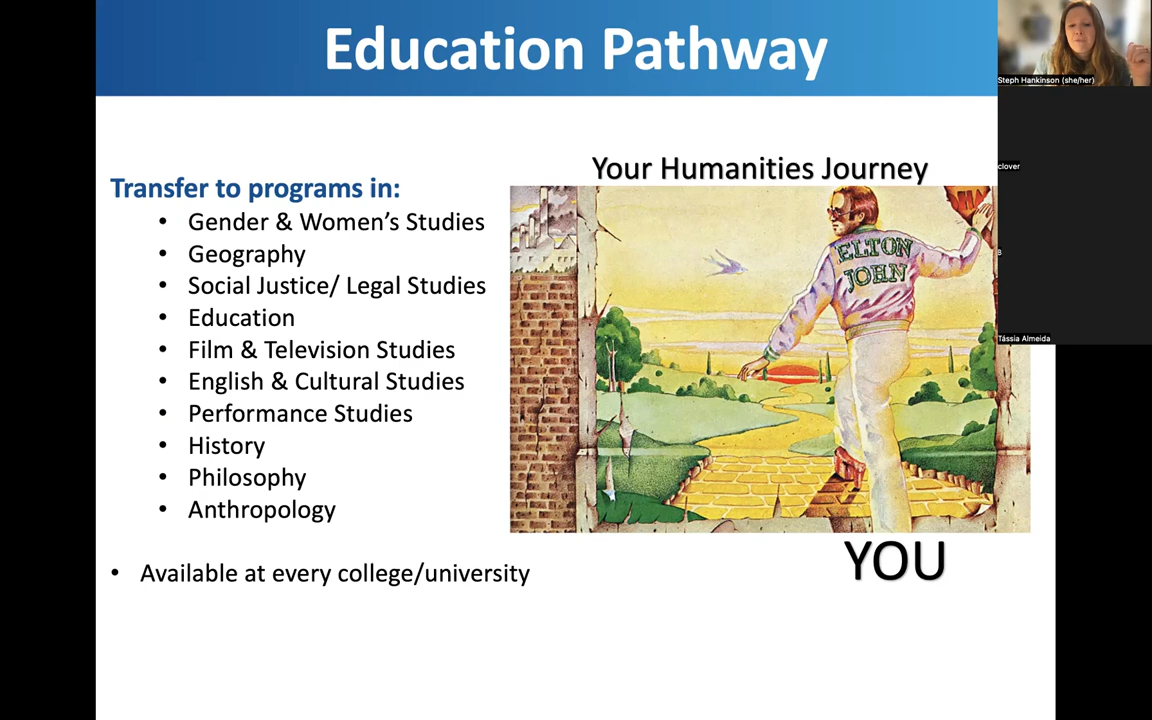 Education Pathway
Steph Hankinson (she/her)
clover
Your Humanities Journey
Transfer to programs in:
• Gender & Women’s Studies
• Geography
• Social Justice/ Legal Studies
• Education
• Film & Television Studies
• English & Cultural Studies
• Performance Studies
• History
• Philosophy
• Anthropology
ELTON
JOHN
B
Tássia Almeida
YOU
• Available at every college/university